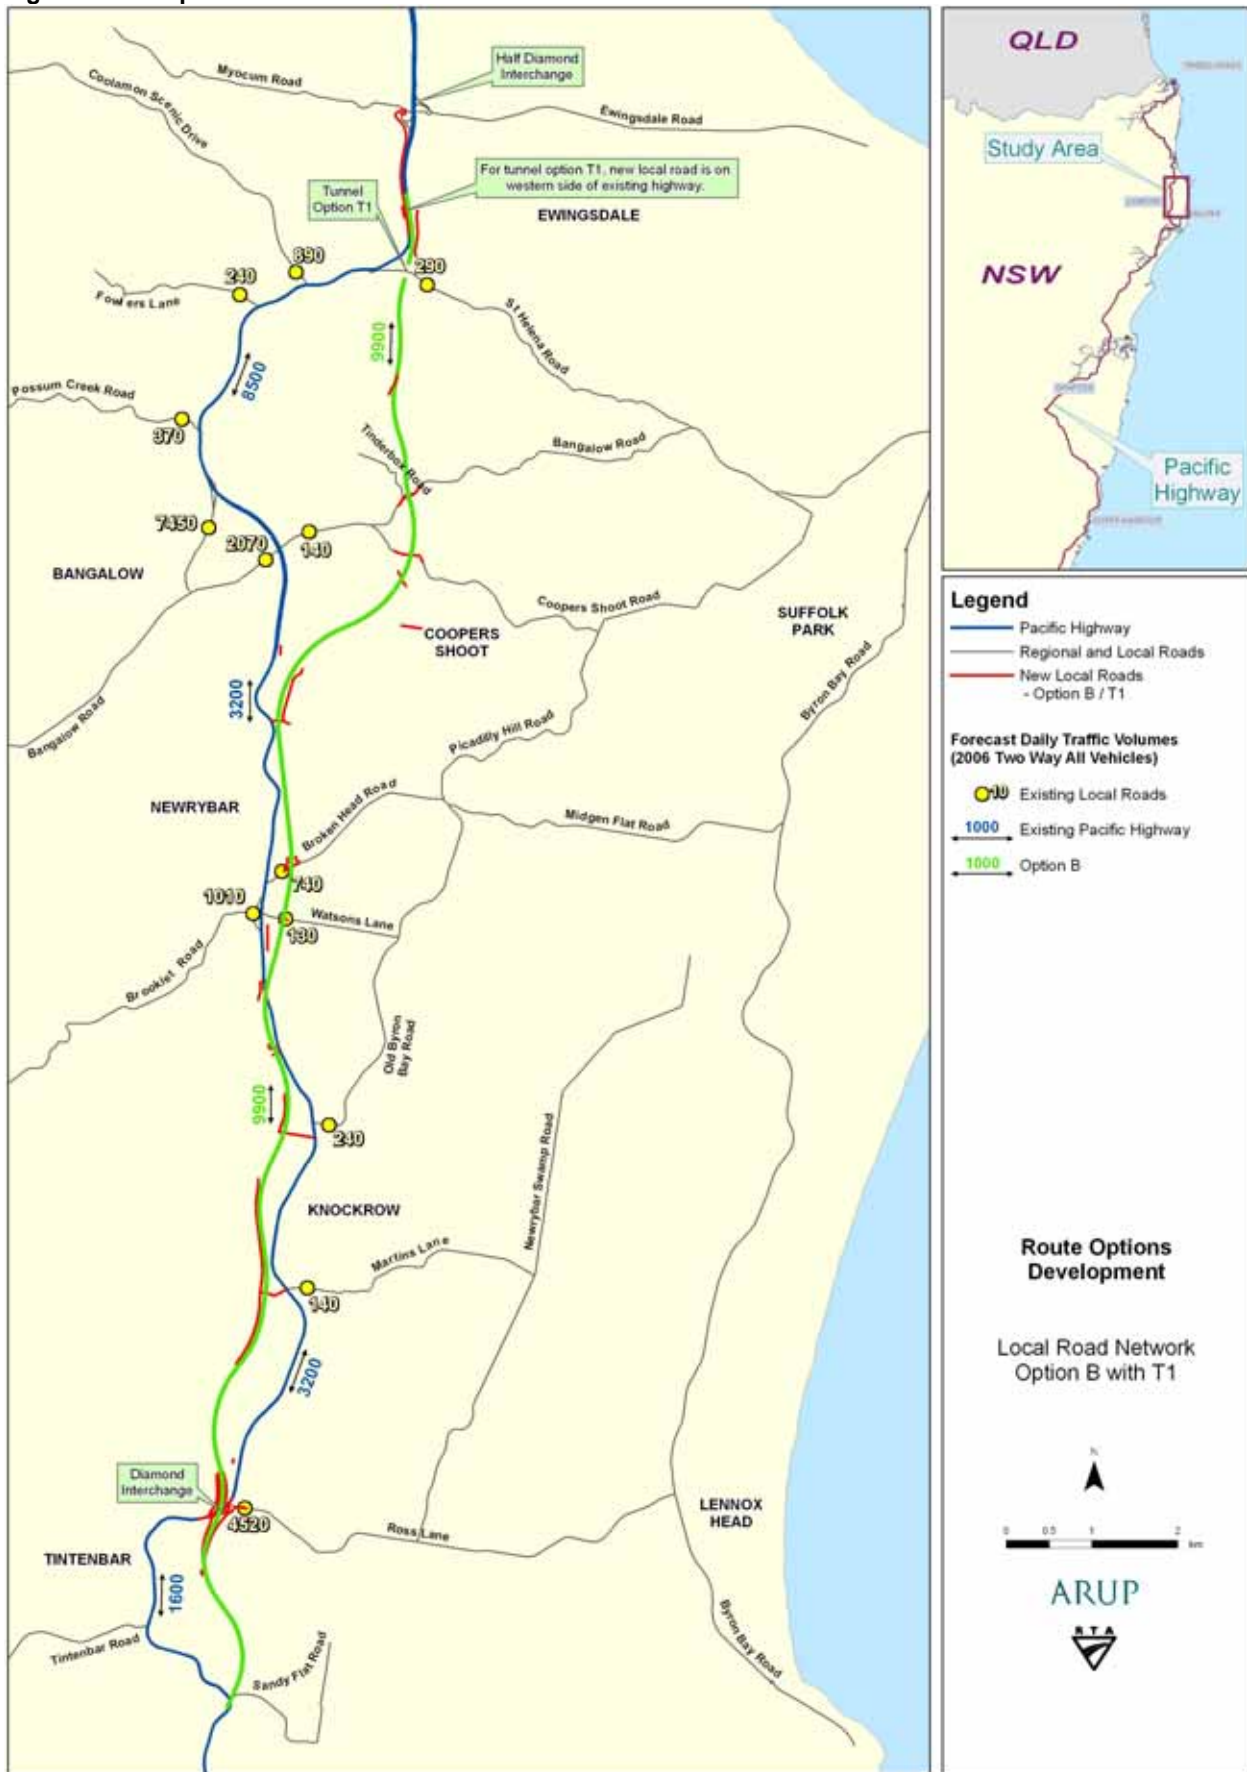 Half Diamond
Interchange
Myocum Road
Coolamon Scenic Drive
Ewingsdale Road
For tunnel option T1, new local road is on
western side of existing highway.
Tunnel
Option T1
EWINGSDALE
890
240
290
Fowlers Lane
St Helena Road
9900
8500
Possum Creek Road
370
Tinderbox Road
Bangalow Road
7450
2070
140
BANGALOW
Coopers Shoot Road
COOPERS
SHOOT
SUFFOLK
PARK
Byron Bay Road
3200
Bangalow Road
Picadilly Hill Road
NEWRYBAR
Broken Head Road
Midgen Flat Road
740
1010
Watsons Lane
130
Brooklet Road
Old Byron
Bay Road
9900
240
Newrybar Swamp Road
KNOCKROW
Martins Lane
140
3200
Diamond
Interchange
4520
Ross Lane
LENNOX
HEAD
TINTENBAR
1600
Tintenbar Road
Sandy Flat Road
Byron Bay Road
QLD
Study Area
NSW
Pacific
Highway
Legend
Pacific Highway
Regional and Local Roads
New Local Roads
- Option B / T1
Forecast Daily Traffic Volumes
(2006 Two Way All Vehicles)
10 Existing Local Roads
1000 Existing Pacific Highway
1000 Option B
Route Options
Development
Local Road Network
Option B with T1
N
0 0.5 1 2
km
ARUP
RTA